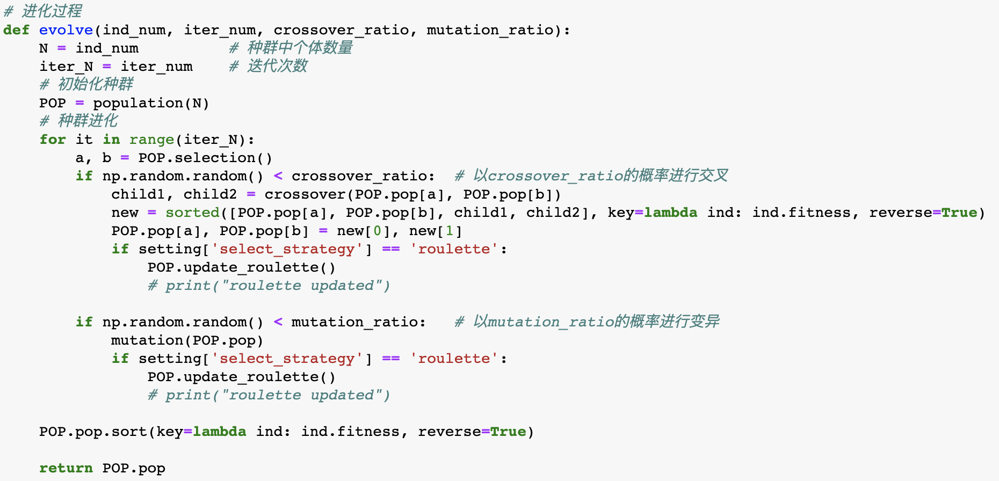 # 进化过程
def evolve(ind_num, iter_num, crossover_ratio, mutation_ratio):
    N = ind_num          # 种群中个体数量
    iter_N = iter_num    # 迭代次数
    # 初始化种群
    POP = population(N)
    # 种群进化
    for it in range(iter_N):
        a, b = POP.selection()
        if np.random.random() < crossover_ratio:  # 以crossover_ratio的概率进行交叉
            child1, child2 = crossover(POP.pop[a], POP.pop[b])
            new = sorted([POP.pop[a], POP.pop[b], child1, child2], key=lambda ind: ind.fitness, reverse=True)
            POP.pop[a], POP.pop[b] = new[0], new[1]
            if setting['select_strategy'] == 'roulette':
                POP.update_roulette()
                # print("roulette updated")

        if np.random.random() < mutation_ratio:   # 以mutation_ratio的概率进行变异
            mutation(POP.pop)
            if setting['select_strategy'] == 'roulette':
                POP.update_roulette()
                # print("roulette updated")

    POP.pop.sort(key=lambda ind: ind.fitness, reverse=True)

    return POP.pop